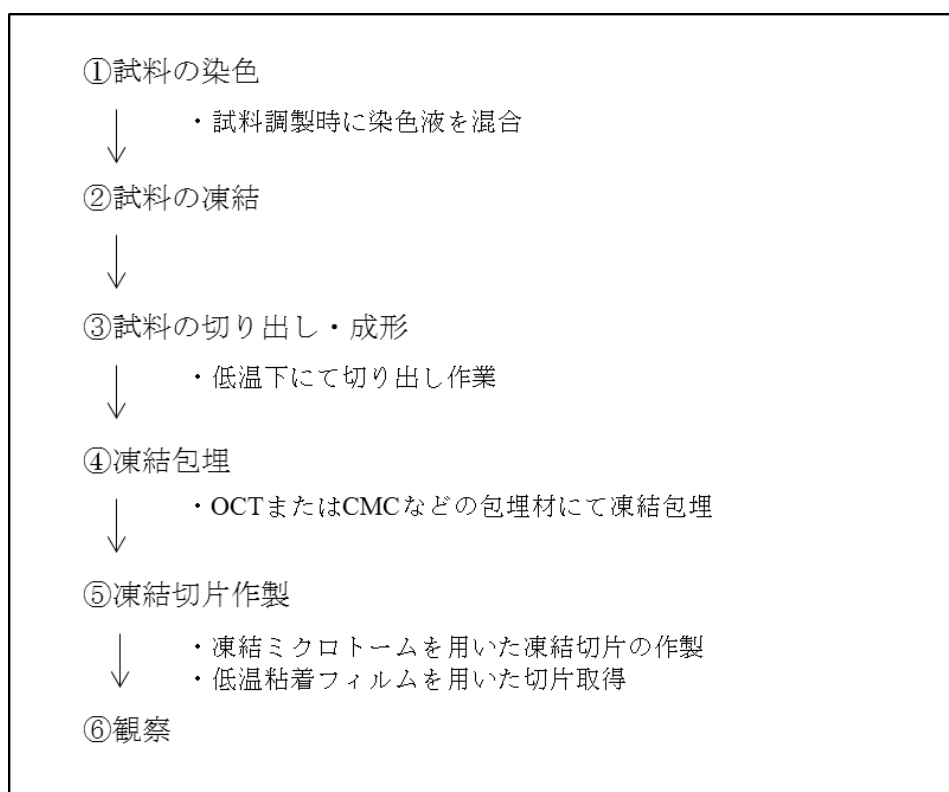 ①試料の染色
・試料調製時に染色液を混合
②試料の凍結
③試料の切り出し・成形
・低温下にて切り出し作業
④凍結包埋
・OCTまたはCMCなどの包埋材にて凍結包埋
⑤凍結切片作製
・凍結ミクロトームを用いた凍結切片の作製
・低温粘着フィルムを用いた切片取得
⑥観察